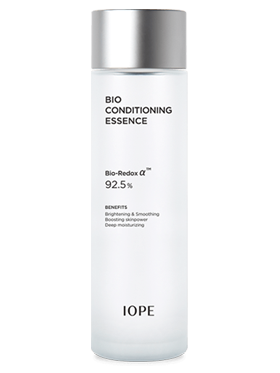 BIO
CONDITIONING
ESSENCE
Bio-Redox α™
92.5%
BENEFITS
Brightening & Smoothing
Boosting skinpower
Deep moisturizing
IOPE